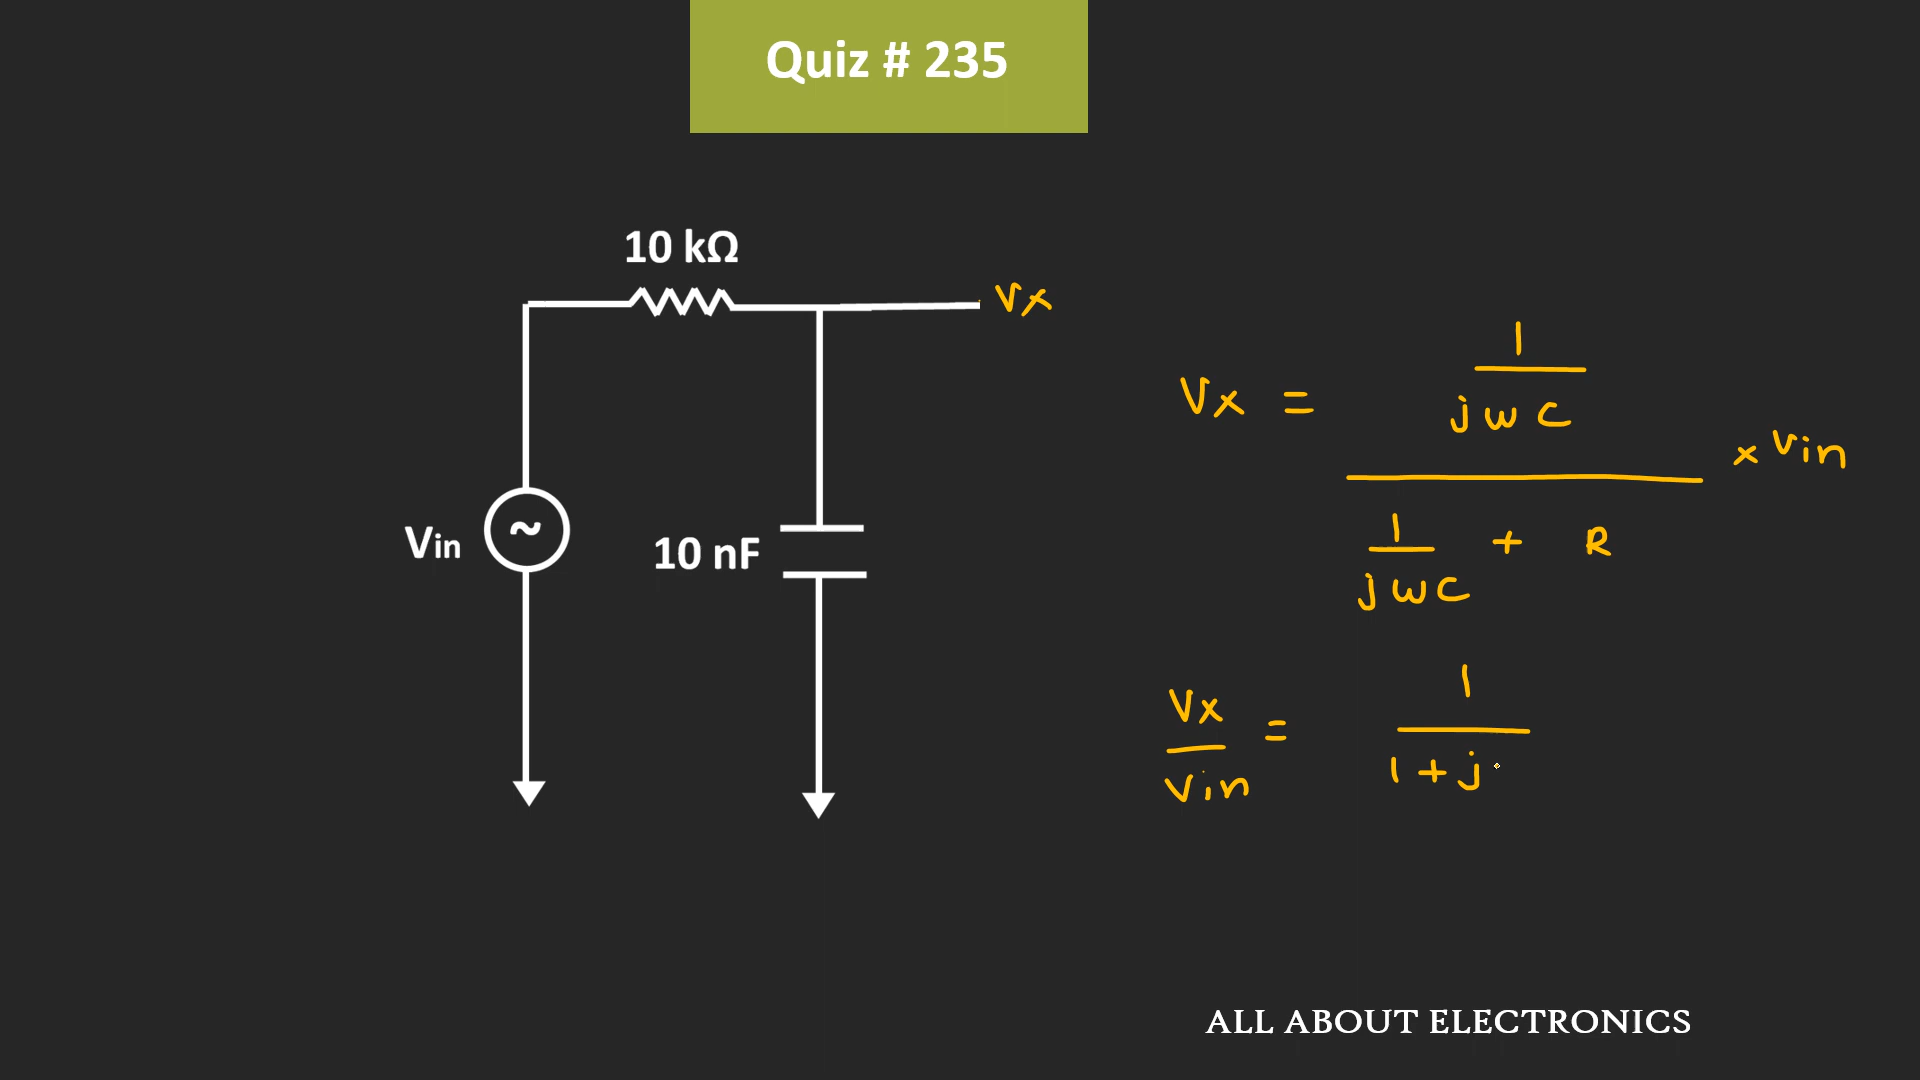 Quiz # 235
10 kΩ
Vx
Vin
~
10 nF
Vx = (1 / jwC) / (1 / jwC + R) × Vin
Vx / Vin = 1 / 1 + j
ALL ABOUT ELECTRONICS